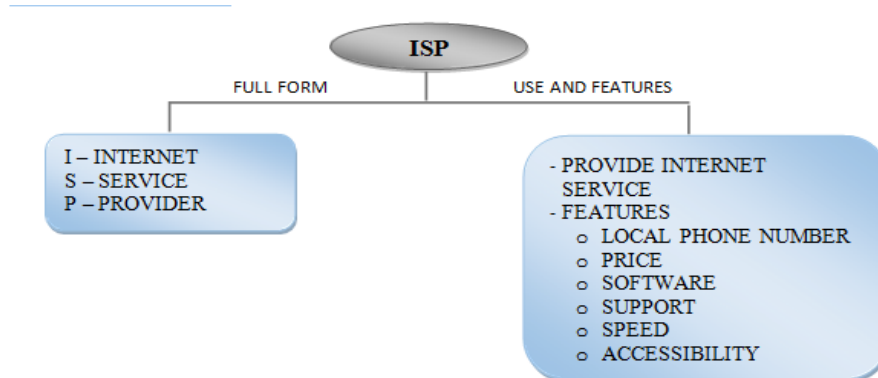 ISP
FULL FORM
USE AND FEATURES
I – INTERNET
S – SERVICE
P – PROVIDER
- PROVIDE INTERNET
SERVICE
- FEATURES
o LOCAL PHONE NUMBER
o PRICE
o SOFTWARE
o SUPPORT
o SPEED
o ACCESSIBILITY